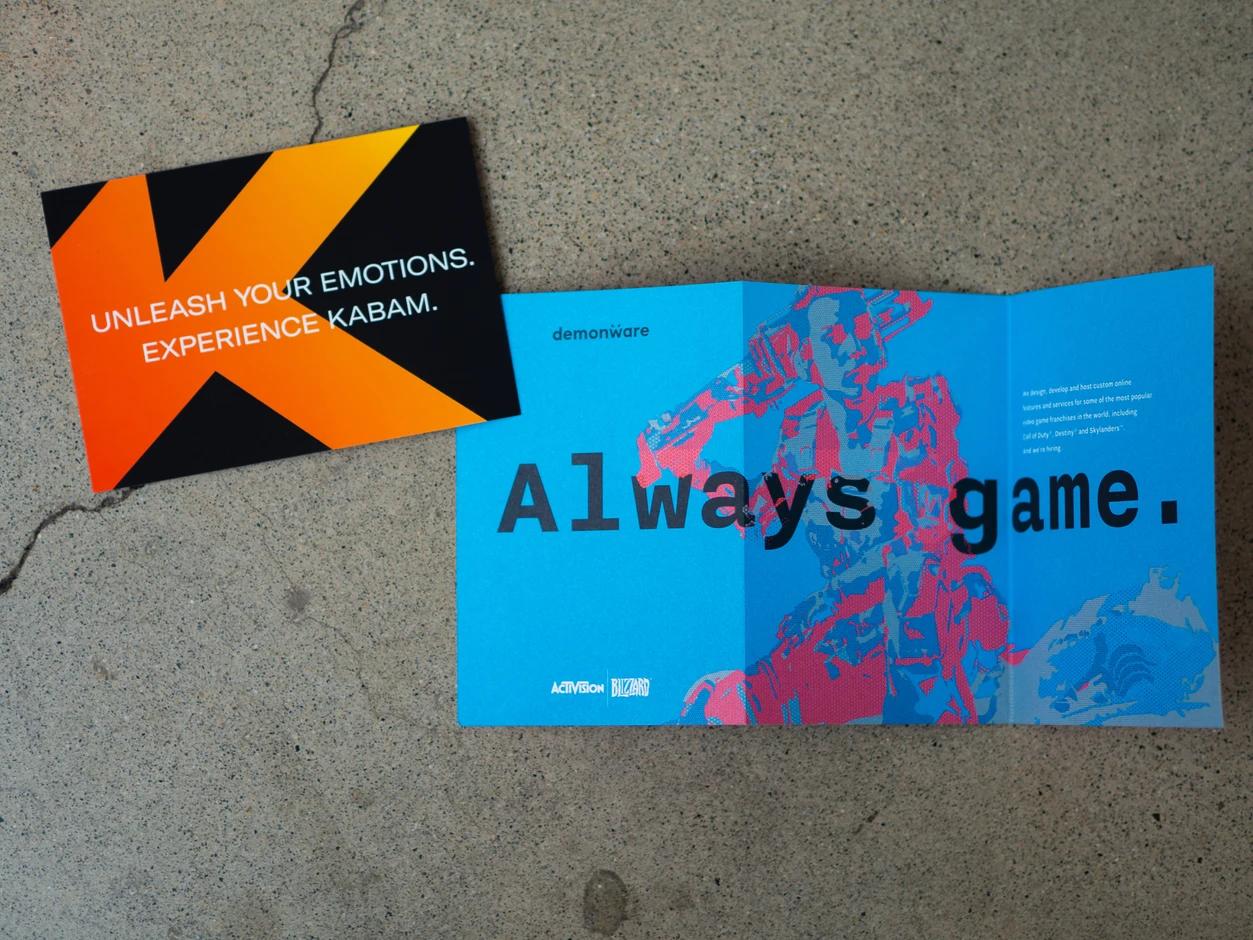 UNLEASH YOUR EMOTIONS.
EXPERIENCE KABAM.
demonware
Always game.
We design, develop and host custom online
features and services for some of the most popular
video game franchises in the world, including
Call of Duty®, Destiny® and Skylanders™.
And we're hiring.
ACTIVISION | BLIZZARD